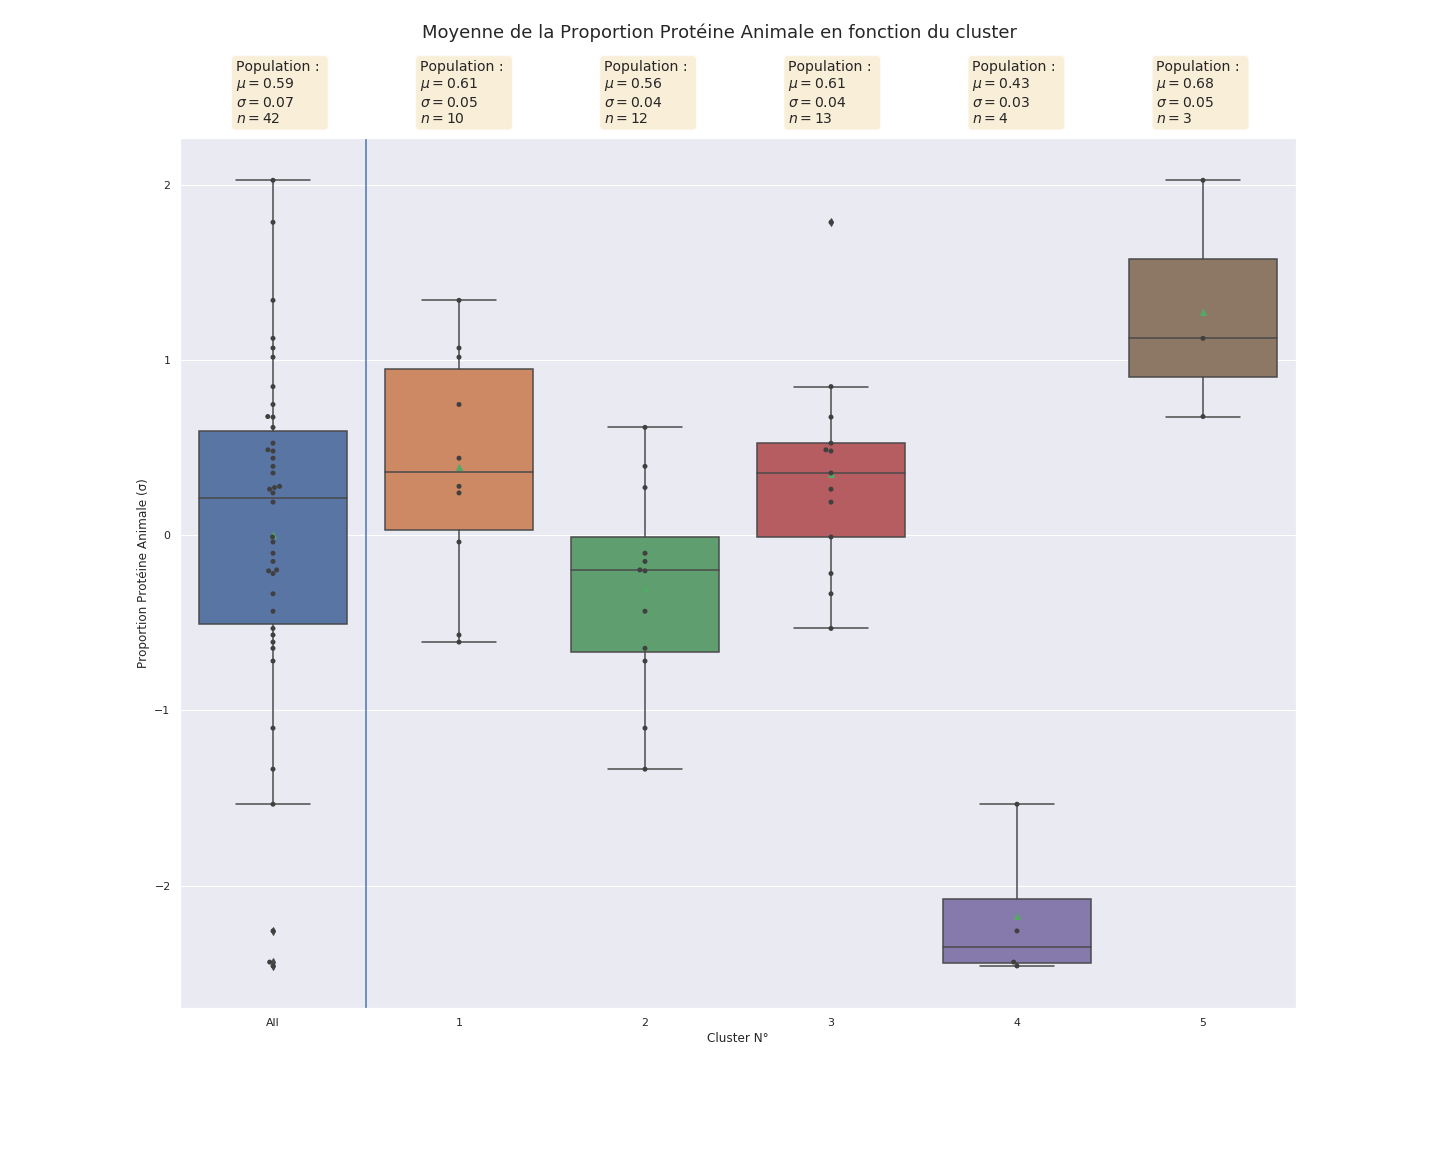 Moyenne de la Proportion Protéine Animale en fonction du cluster
Population :
μ = 0.59
σ = 0.07
n = 42
Population :
μ = 0.61
σ = 0.05
n = 10
Population :
μ = 0.56
σ = 0.04
n = 12
Population :
μ = 0.61
σ = 0.04
n = 13
Population :
μ = 0.43
σ = 0.03
n = 4
Population :
μ = 0.68
σ = 0.05
n = 3
Proportion Protéine Animale (σ)
2
1
0
−1
−2
All
1
2
3
4
5
Cluster N°